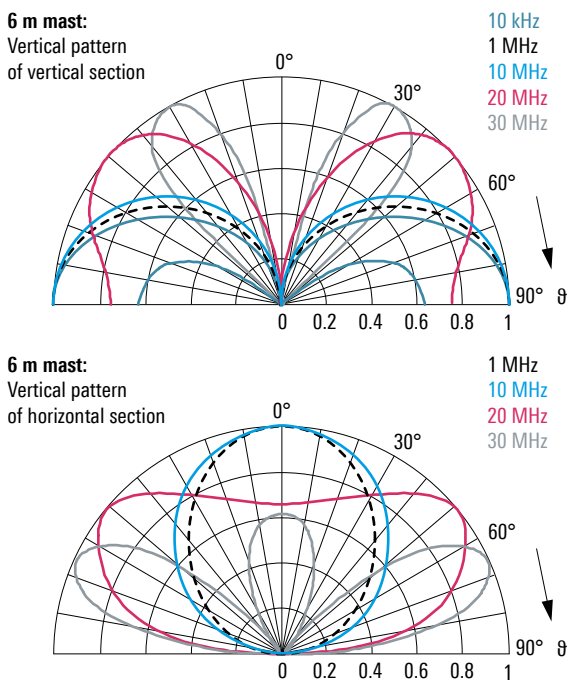 6 m mast:
Vertical pattern
of vertical section
10 kHz
1 MHz
10 MHz
20 MHz
30 MHz
0°
30°
60°
90° ϑ
0 0.2 0.4 0.6 0.8 1
6 m mast:
Vertical pattern
of horizontal section
1 MHz
10 MHz
20 MHz
30 MHz
0°
30°
60°
90° ϑ
0 0.2 0.4 0.6 0.8 1